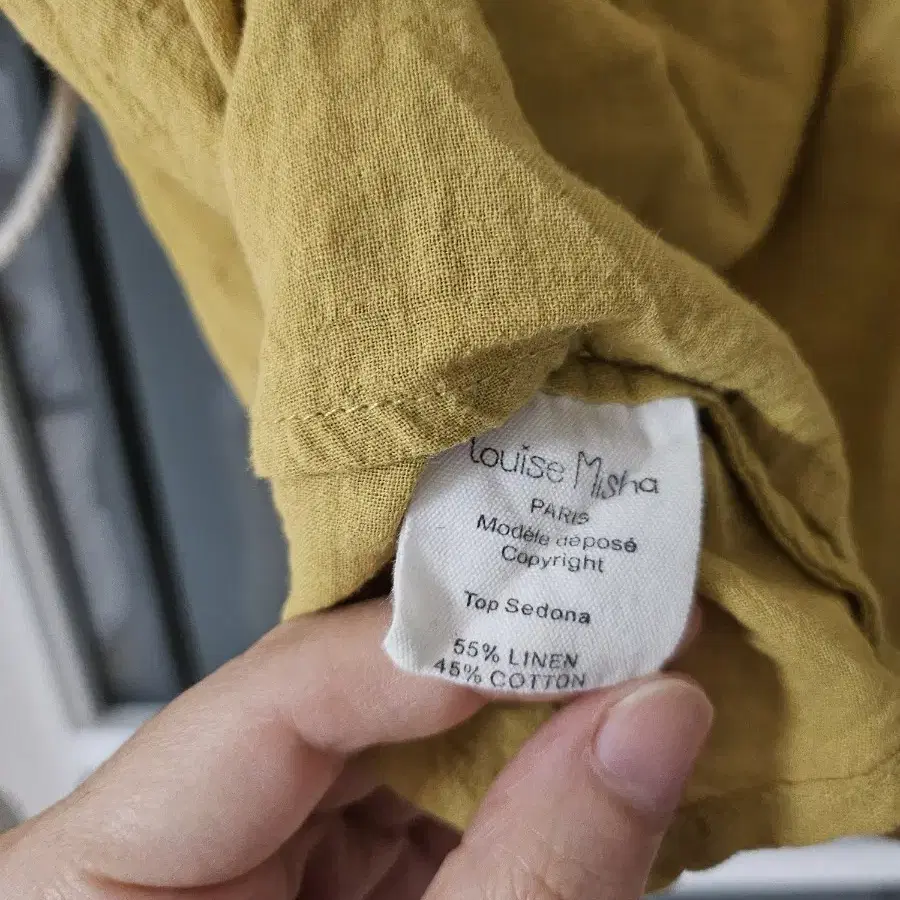 Louise Misha
PARIS
Modèle déposé
Copyright
Top Sedona
55% LINEN
45% COTTON